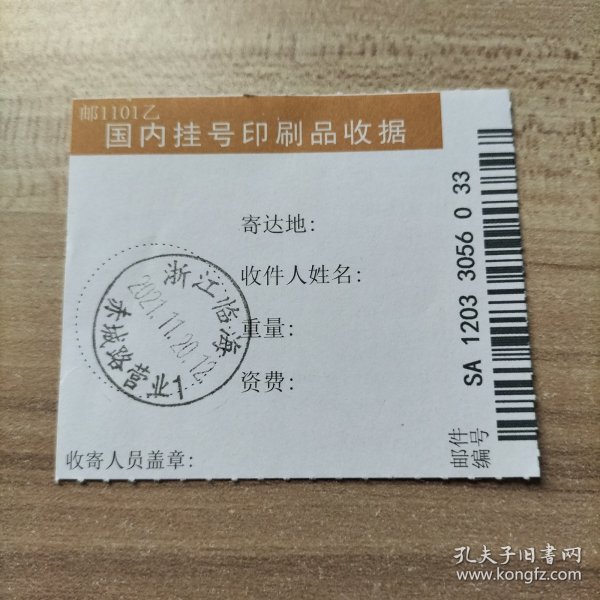 邮1101乙
国内挂号印刷品收据
寄达地:
收件人姓名:
重量:
资费:
收寄人员盖章:
浙江临海
2021.11.20.12
赤城路营业1
邮件
编号
SA 1203 3056 0 33
孔夫子旧书网
www.kongfz.com